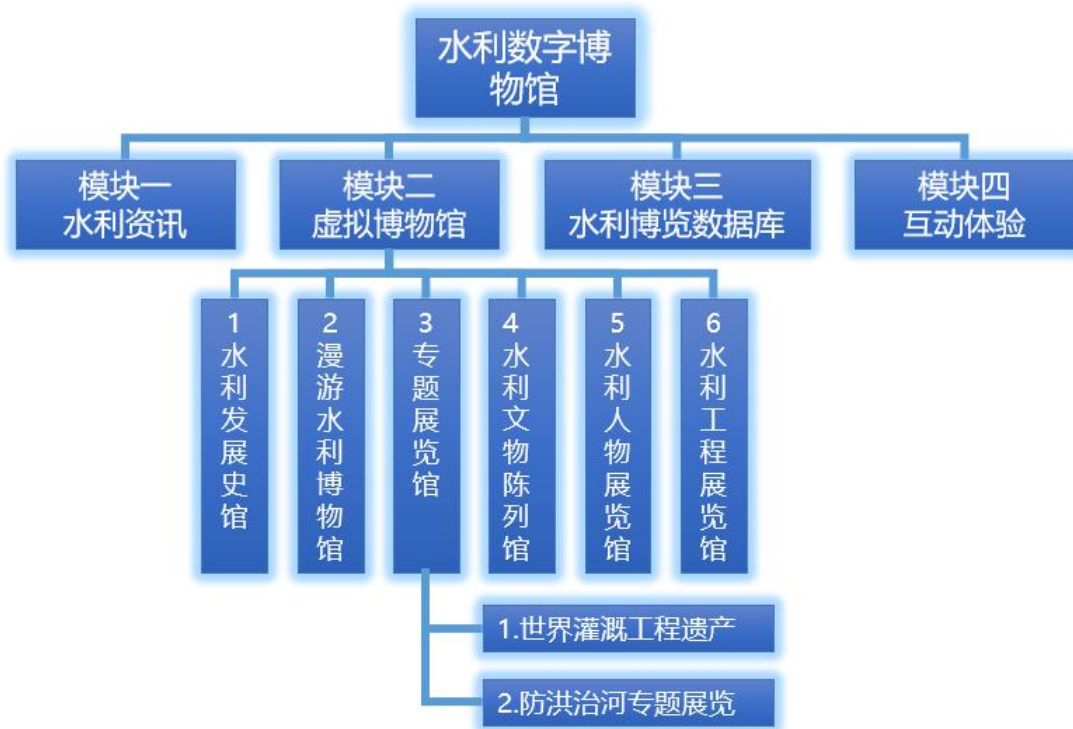 水利数字博
物馆
模块一
水利资讯
模块二
虚拟博物馆
模块三
水利博览数据库
模块四
互动体验
1水利发展史馆
2漫游水利博物馆
3专题展览馆
4水利文物陈列馆
5水利人物展览馆
6水利工程展览馆
1.世界灌溉工程遗产
2.防洪治河专题展览